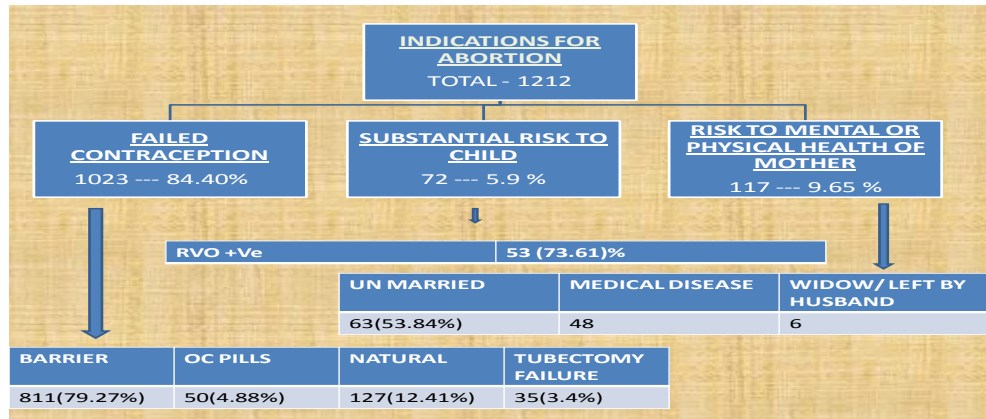 INDICATIONS FOR
ABORTION
TOTAL - 1212
FAILED
CONTRACEPTION
1023 --- 84.40%
SUBSTANTIAL RISK TO
CHILD
72 --- 5.9 %
RISK TO MENTAL OR
PHYSICAL HEALTH OF
MOTHER
117 --- 9.65 %
RVO +Ve 53 (73.61)%
UN MARRIED MEDICAL DISEASE WIDOW/ LEFT BY
HUSBAND
63(53.84%) 48 6
BARRIER OC PILLS NATURAL TUBECTOMY
FAILURE
811(79.27%) 50(4.88%) 127(12.41%) 35(3.4%)